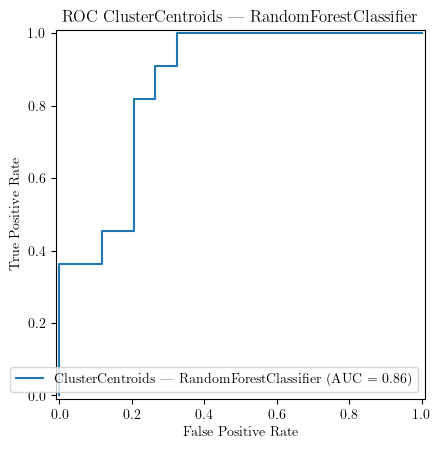 ROC ClusterCentroids — RandomForestClassifier
1.0
0.8
0.6
0.4
0.2
0.0
True Positive Rate
ClusterCentroids — RandomForestClassifier (AUC = 0.86)
0.0 0.2 0.4 0.6 0.8 1.0
False Positive Rate